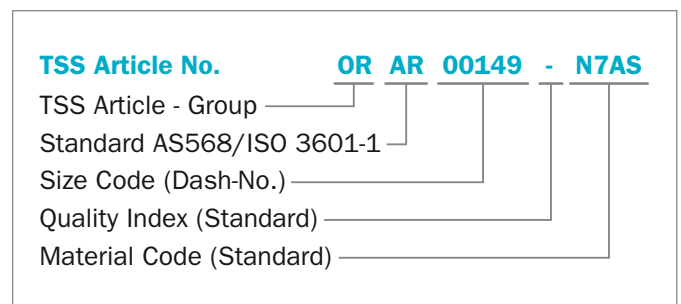 TSS Article No. OR AR 00149 - N7AS
TSS Article - Group
Standard AS568/ISO 3601-1
Size Code (Dash-No.)
Quality Index (Standard)
Material Code (Standard)